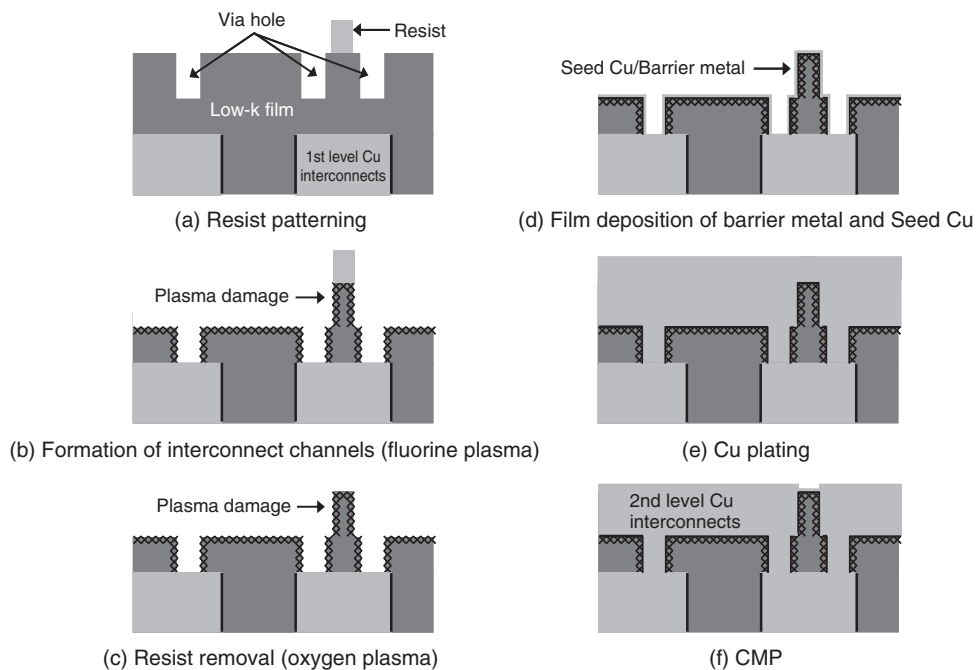 Via hole
Resist
Low-k film
1st level Cu
interconnects
(a) Resist patterning
Plasma damage
(b) Formation of interconnect channels (fluorine plasma)
Plasma damage
(c) Resist removal (oxygen plasma)
Seed Cu/Barrier metal
(d) Film deposition of barrier metal and Seed Cu
(e) Cu plating
2nd level Cu
interconnects
(f) CMP